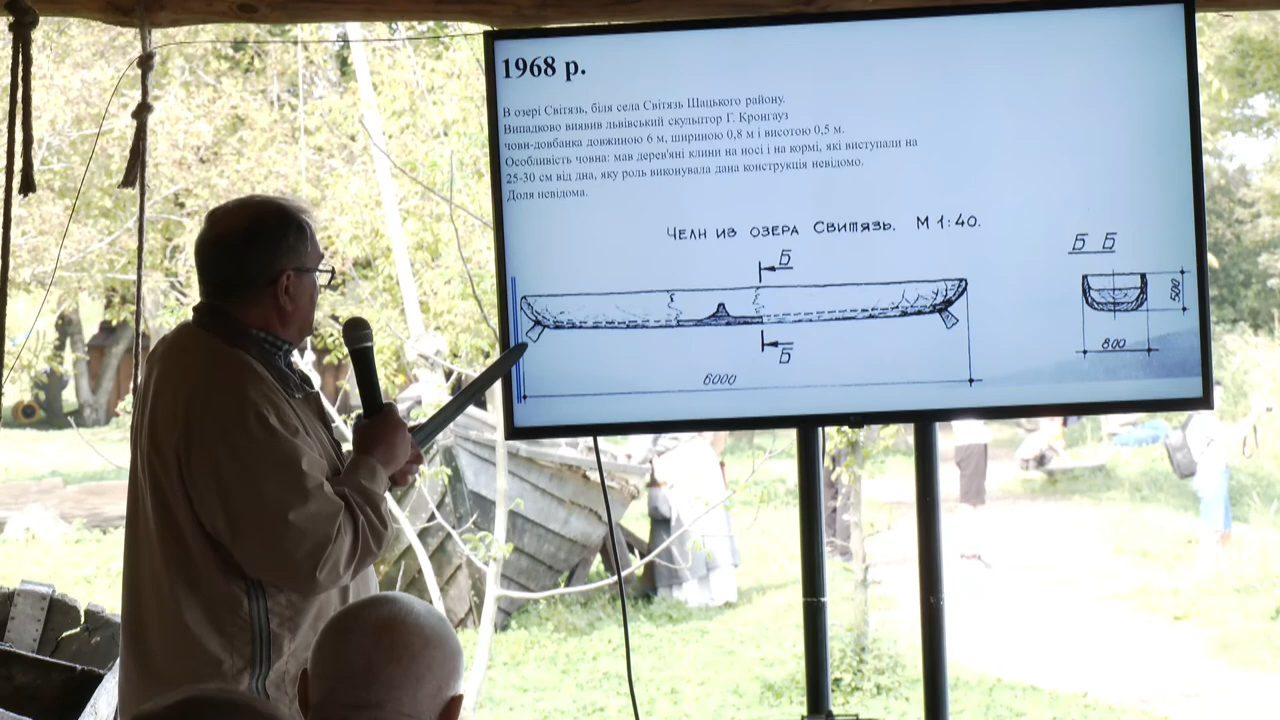 1968 р.
В озері Світязь, біля села Світязь Шацького району.
Випадково виявив львівський скульптор Г. Кронгауз
човн-довбанка довжиною 6 м, шириною 0,8 м і висотою 0,5 м.
Особливість човна: мав дерев'яні клини на носі і на кормі, які виступали на
25-30 см від дна, яку роль виконувала дана конструкція невідомо.
Доля невідома.
Челн из озера Свитязь. М 1:40.
Б
Б Б
500
Б
800
6000